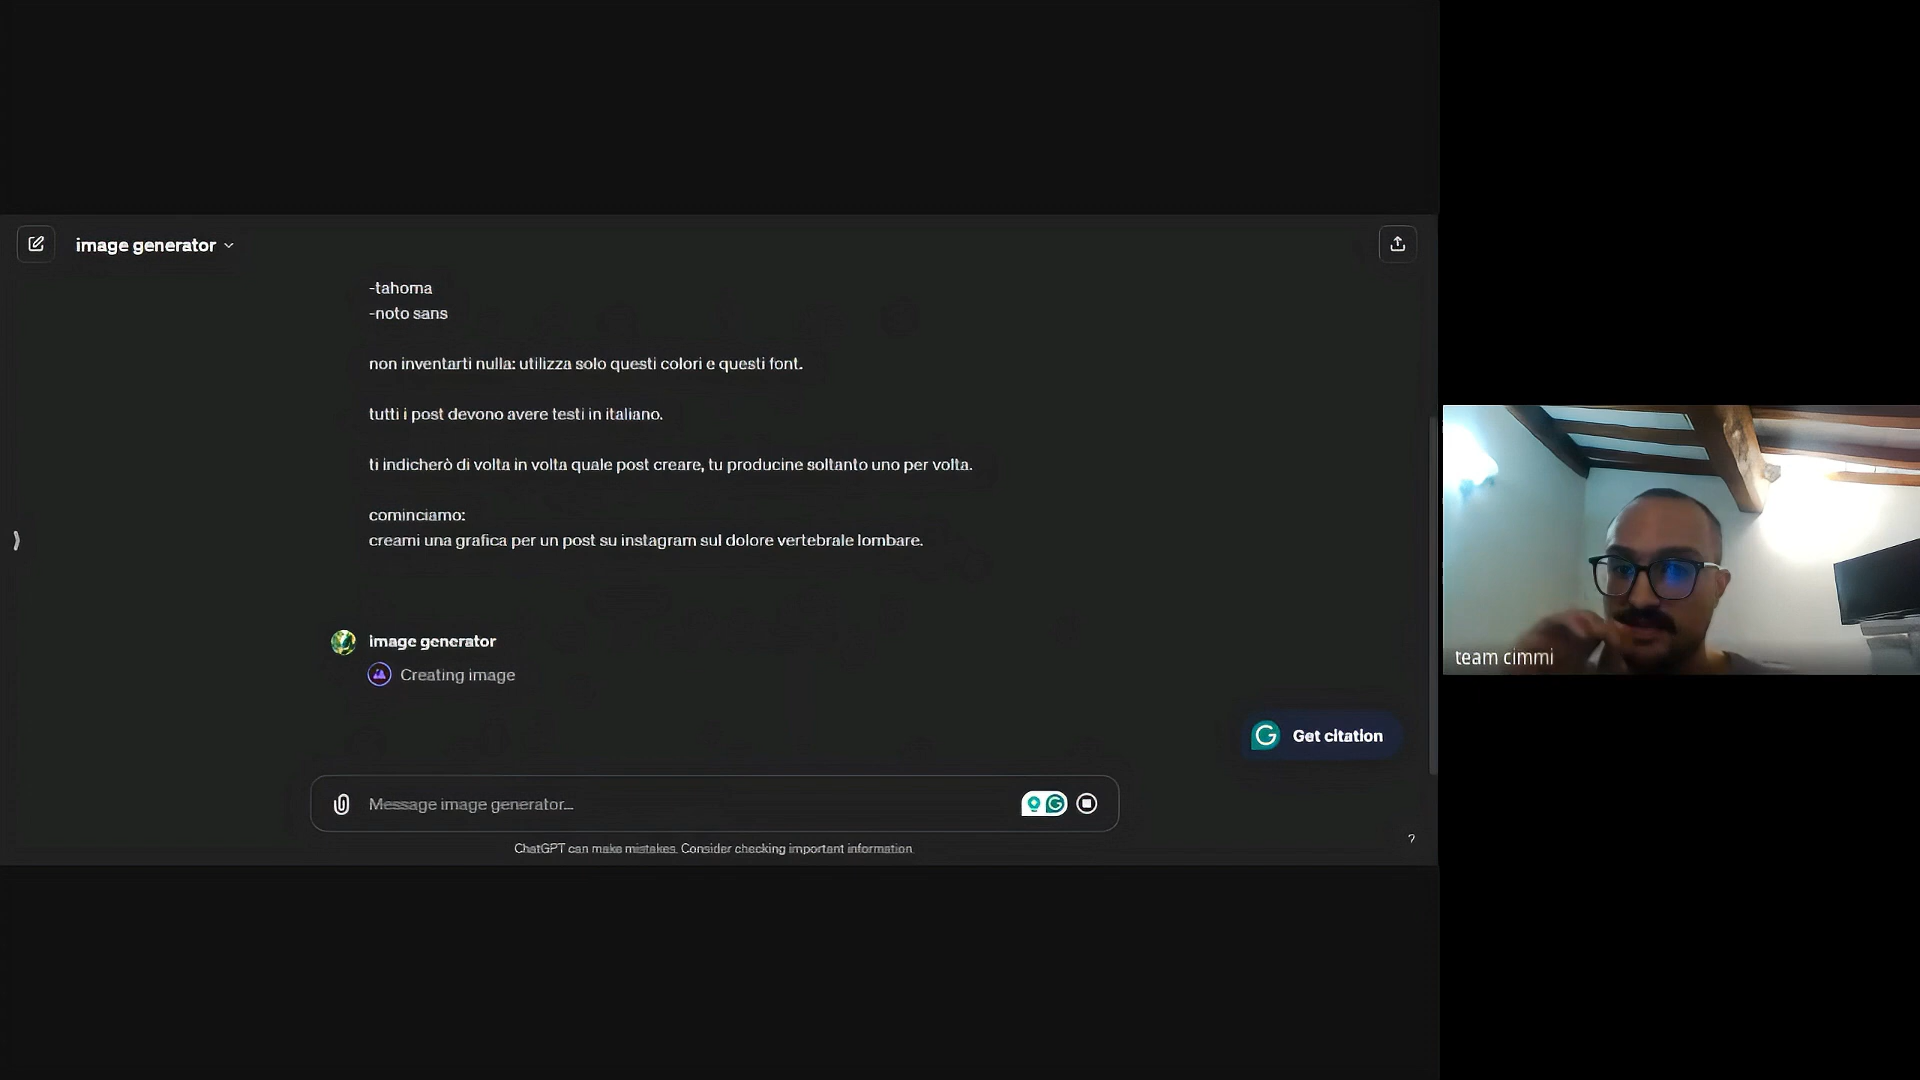 image generator
-tahoma
-noto sans
non inventarti nulla: utilizza solo questi colori e questi font.
tutti i post devono avere testi in italiano.
ti indicherò di volta in volta quale post creare, tu producine soltanto uno per volta.
cominciamo:
creami una grafica per un post su instagram sul dolore vertebrale lombare.
image generator
Creating image
team cimmi
Get citation
Message image generator...
ChatGPT can make mistakes. Consider checking important information.
?